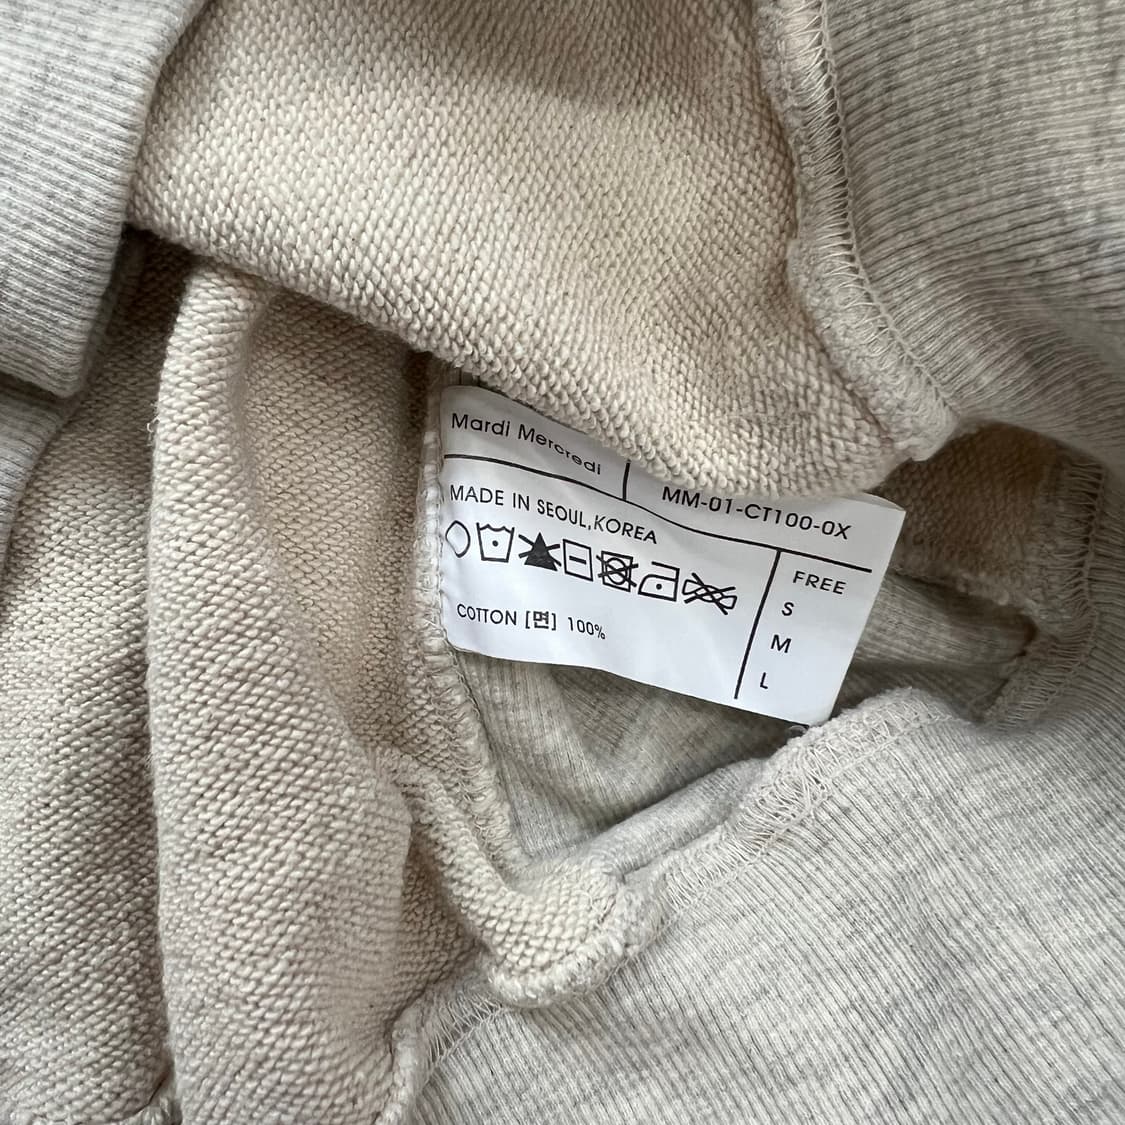 Mardi Mercredi
MM-01-CT100-0X
MADE IN SEOUL,KOREA
COTTON [면] 100%
FREE
S
M
L